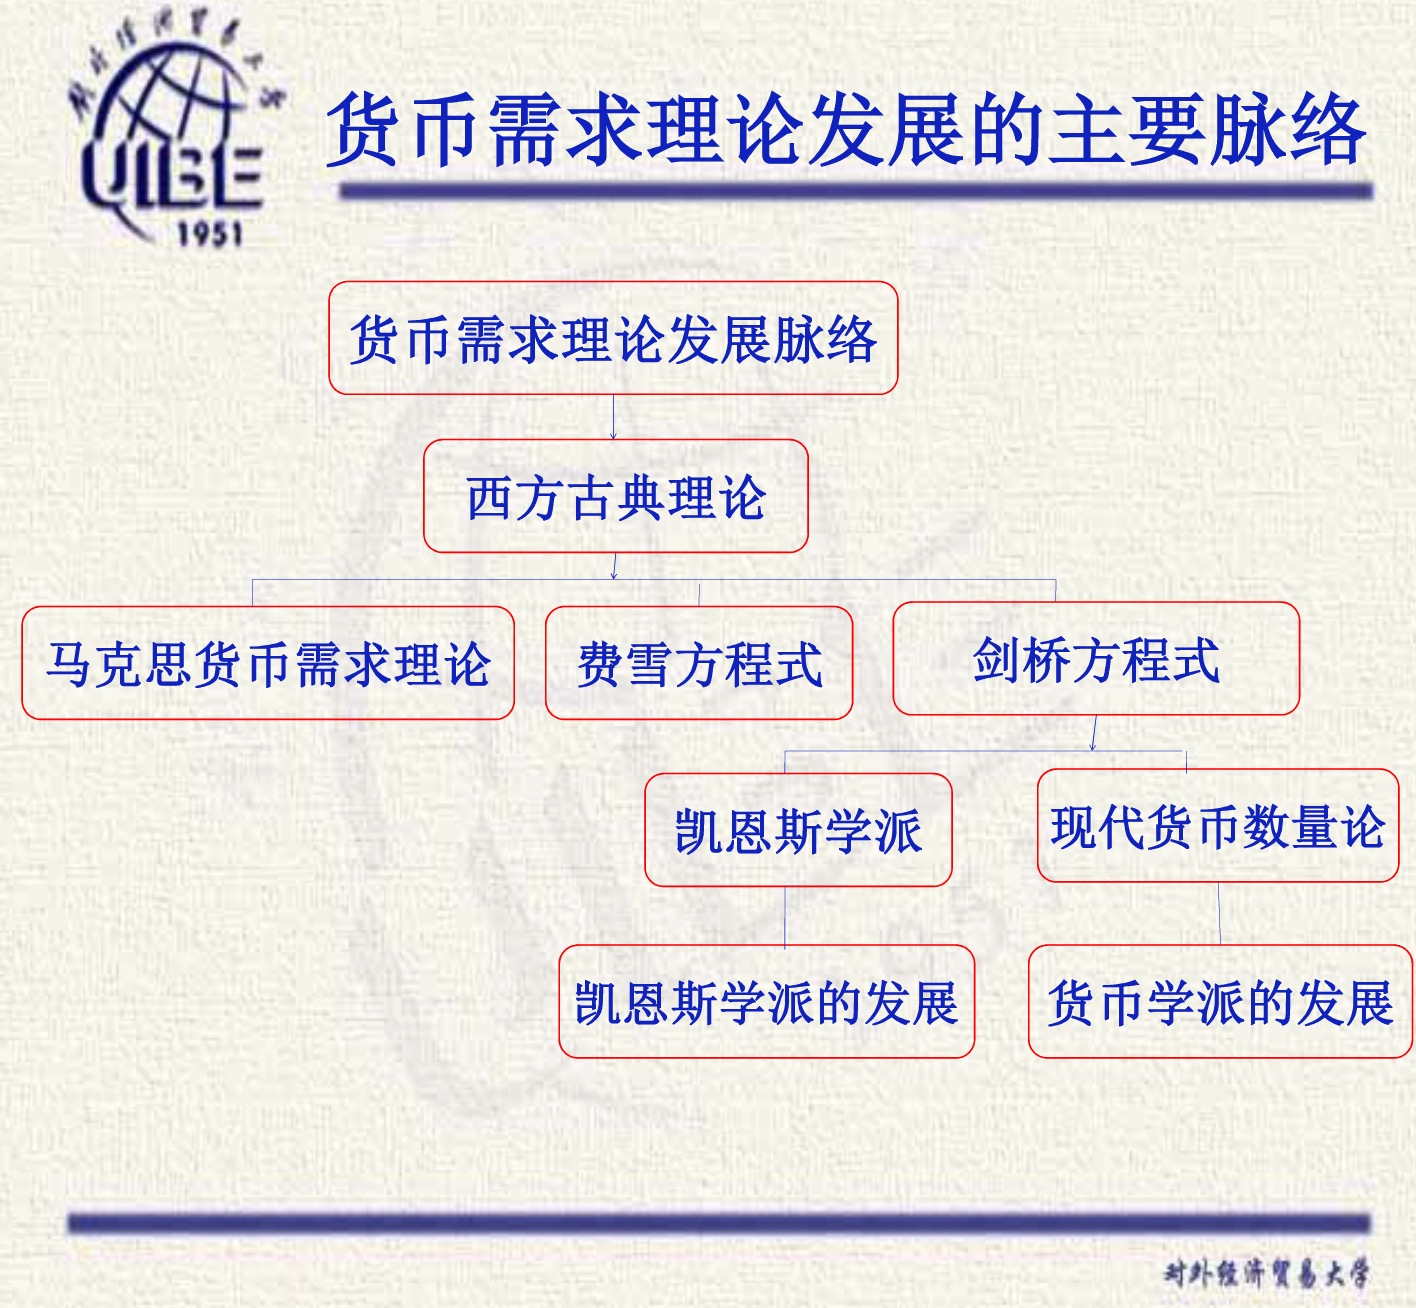 对外经济贸易大学
UIBE
1951
货币需求理论发展的主要脉络
货币需求理论发展脉络
西方古典理论
马克思货币需求理论
费雪方程式
剑桥方程式
凯恩斯学派
现代货币数量论
凯恩斯学派的发展
货币学派的发展
对外经济贸易大学